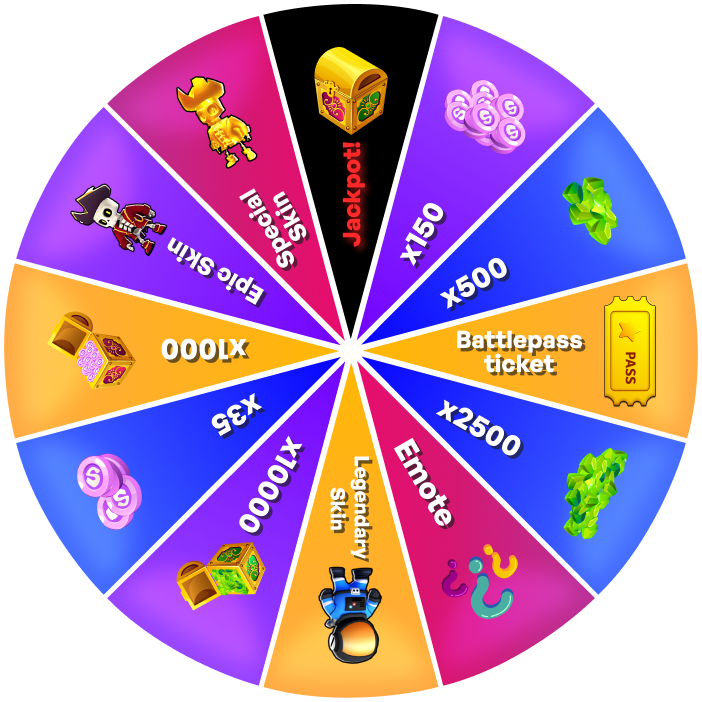 Jackpot!
x150
x500
Battlepass
ticket
PASS
x2500
Emote
Legendary
Skin
x10000
x35
x1000
Epic Skin
Special
Skin
S
S
S
S
S
S